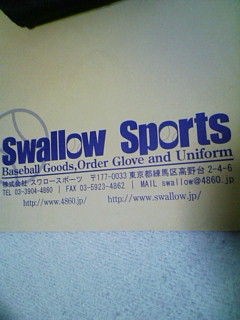 Swallow Sports
Baseball Goods,Order Glove and Uniform
株式会社 スワロースポーツ 〒177-0033 東京都練馬区高野台 2-4-6
TEL 03-3904-4860 | FAX 03-5923-4862 | MAIL swallow@4860.jp
http://www.4860.jp/ http://www.swallow.jp/